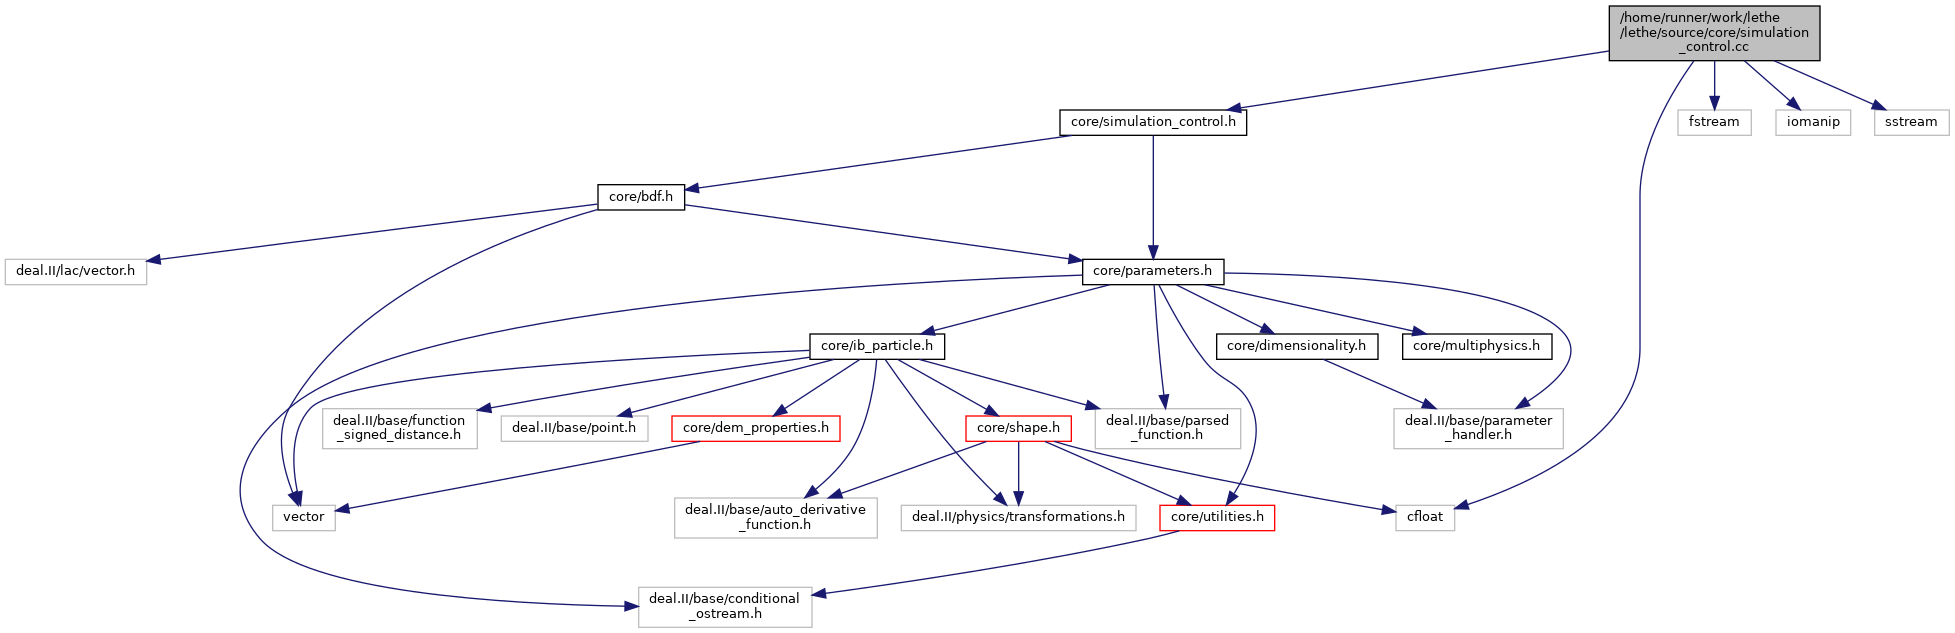 /home/runner/work/lethe
/lethe/source/core/simulation
_control.cc
core/simulation_control.h
fstream
iomanip
sstream
core/bdf.h
deal.II/lac/vector.h
core/parameters.h
core/ib_particle.h
core/dimensionality.h
core/multiphysics.h
deal.II/base/function
_signed_distance.h
deal.II/base/point.h
core/dem_properties.h
core/shape.h
deal.II/base/parsed
_function.h
deal.II/base/parameter
_handler.h
vector
deal.II/base/auto_derivative
_function.h
deal.II/physics/transformations.h
core/utilities.h
cfloat
deal.II/base/conditional
_ostream.h